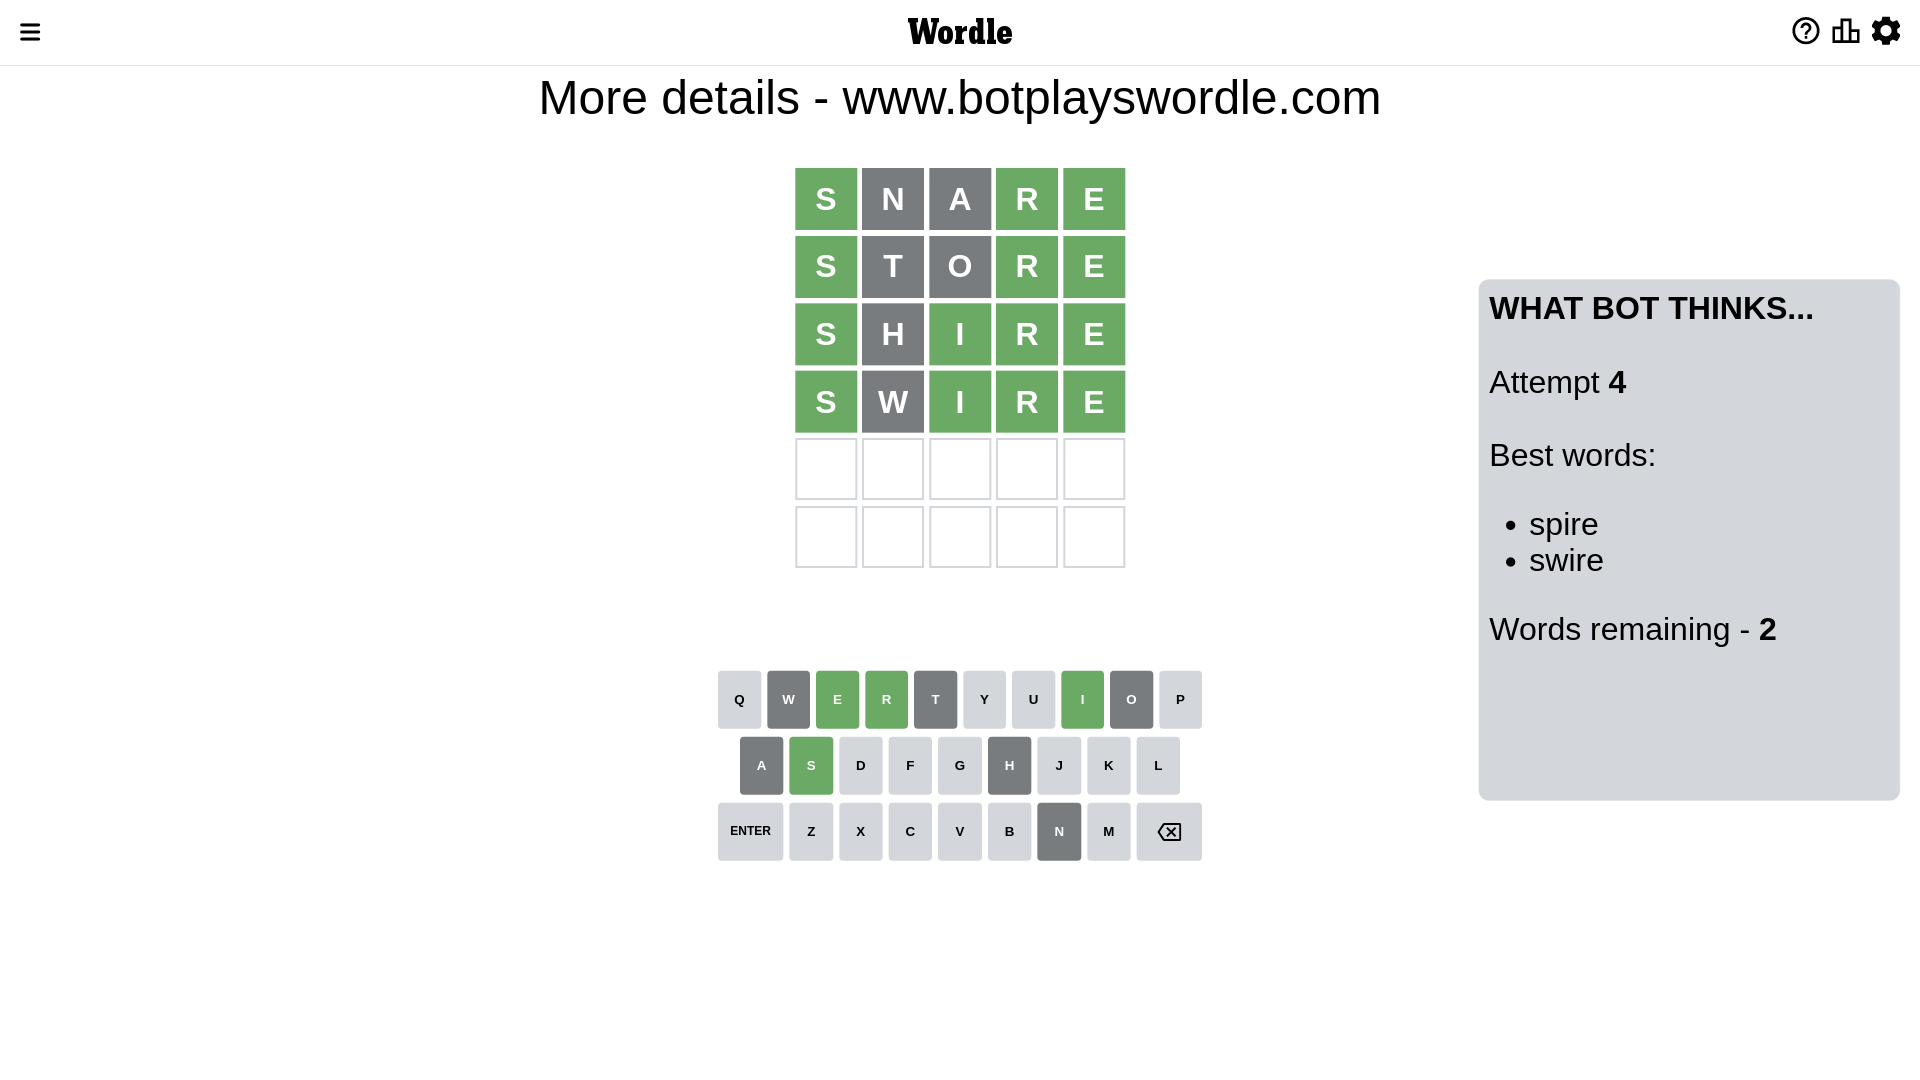 Wordle
More details - www.botplayswordle.com
S N A R E
S T O R E
S H I R E
S W I R E
WHAT BOT THINKS...
Attempt 4
Best words:
• spire
• swire
Words remaining - 2
Q W E R T Y U I O P
A S D F G H J K L
ENTER Z X C V B N M